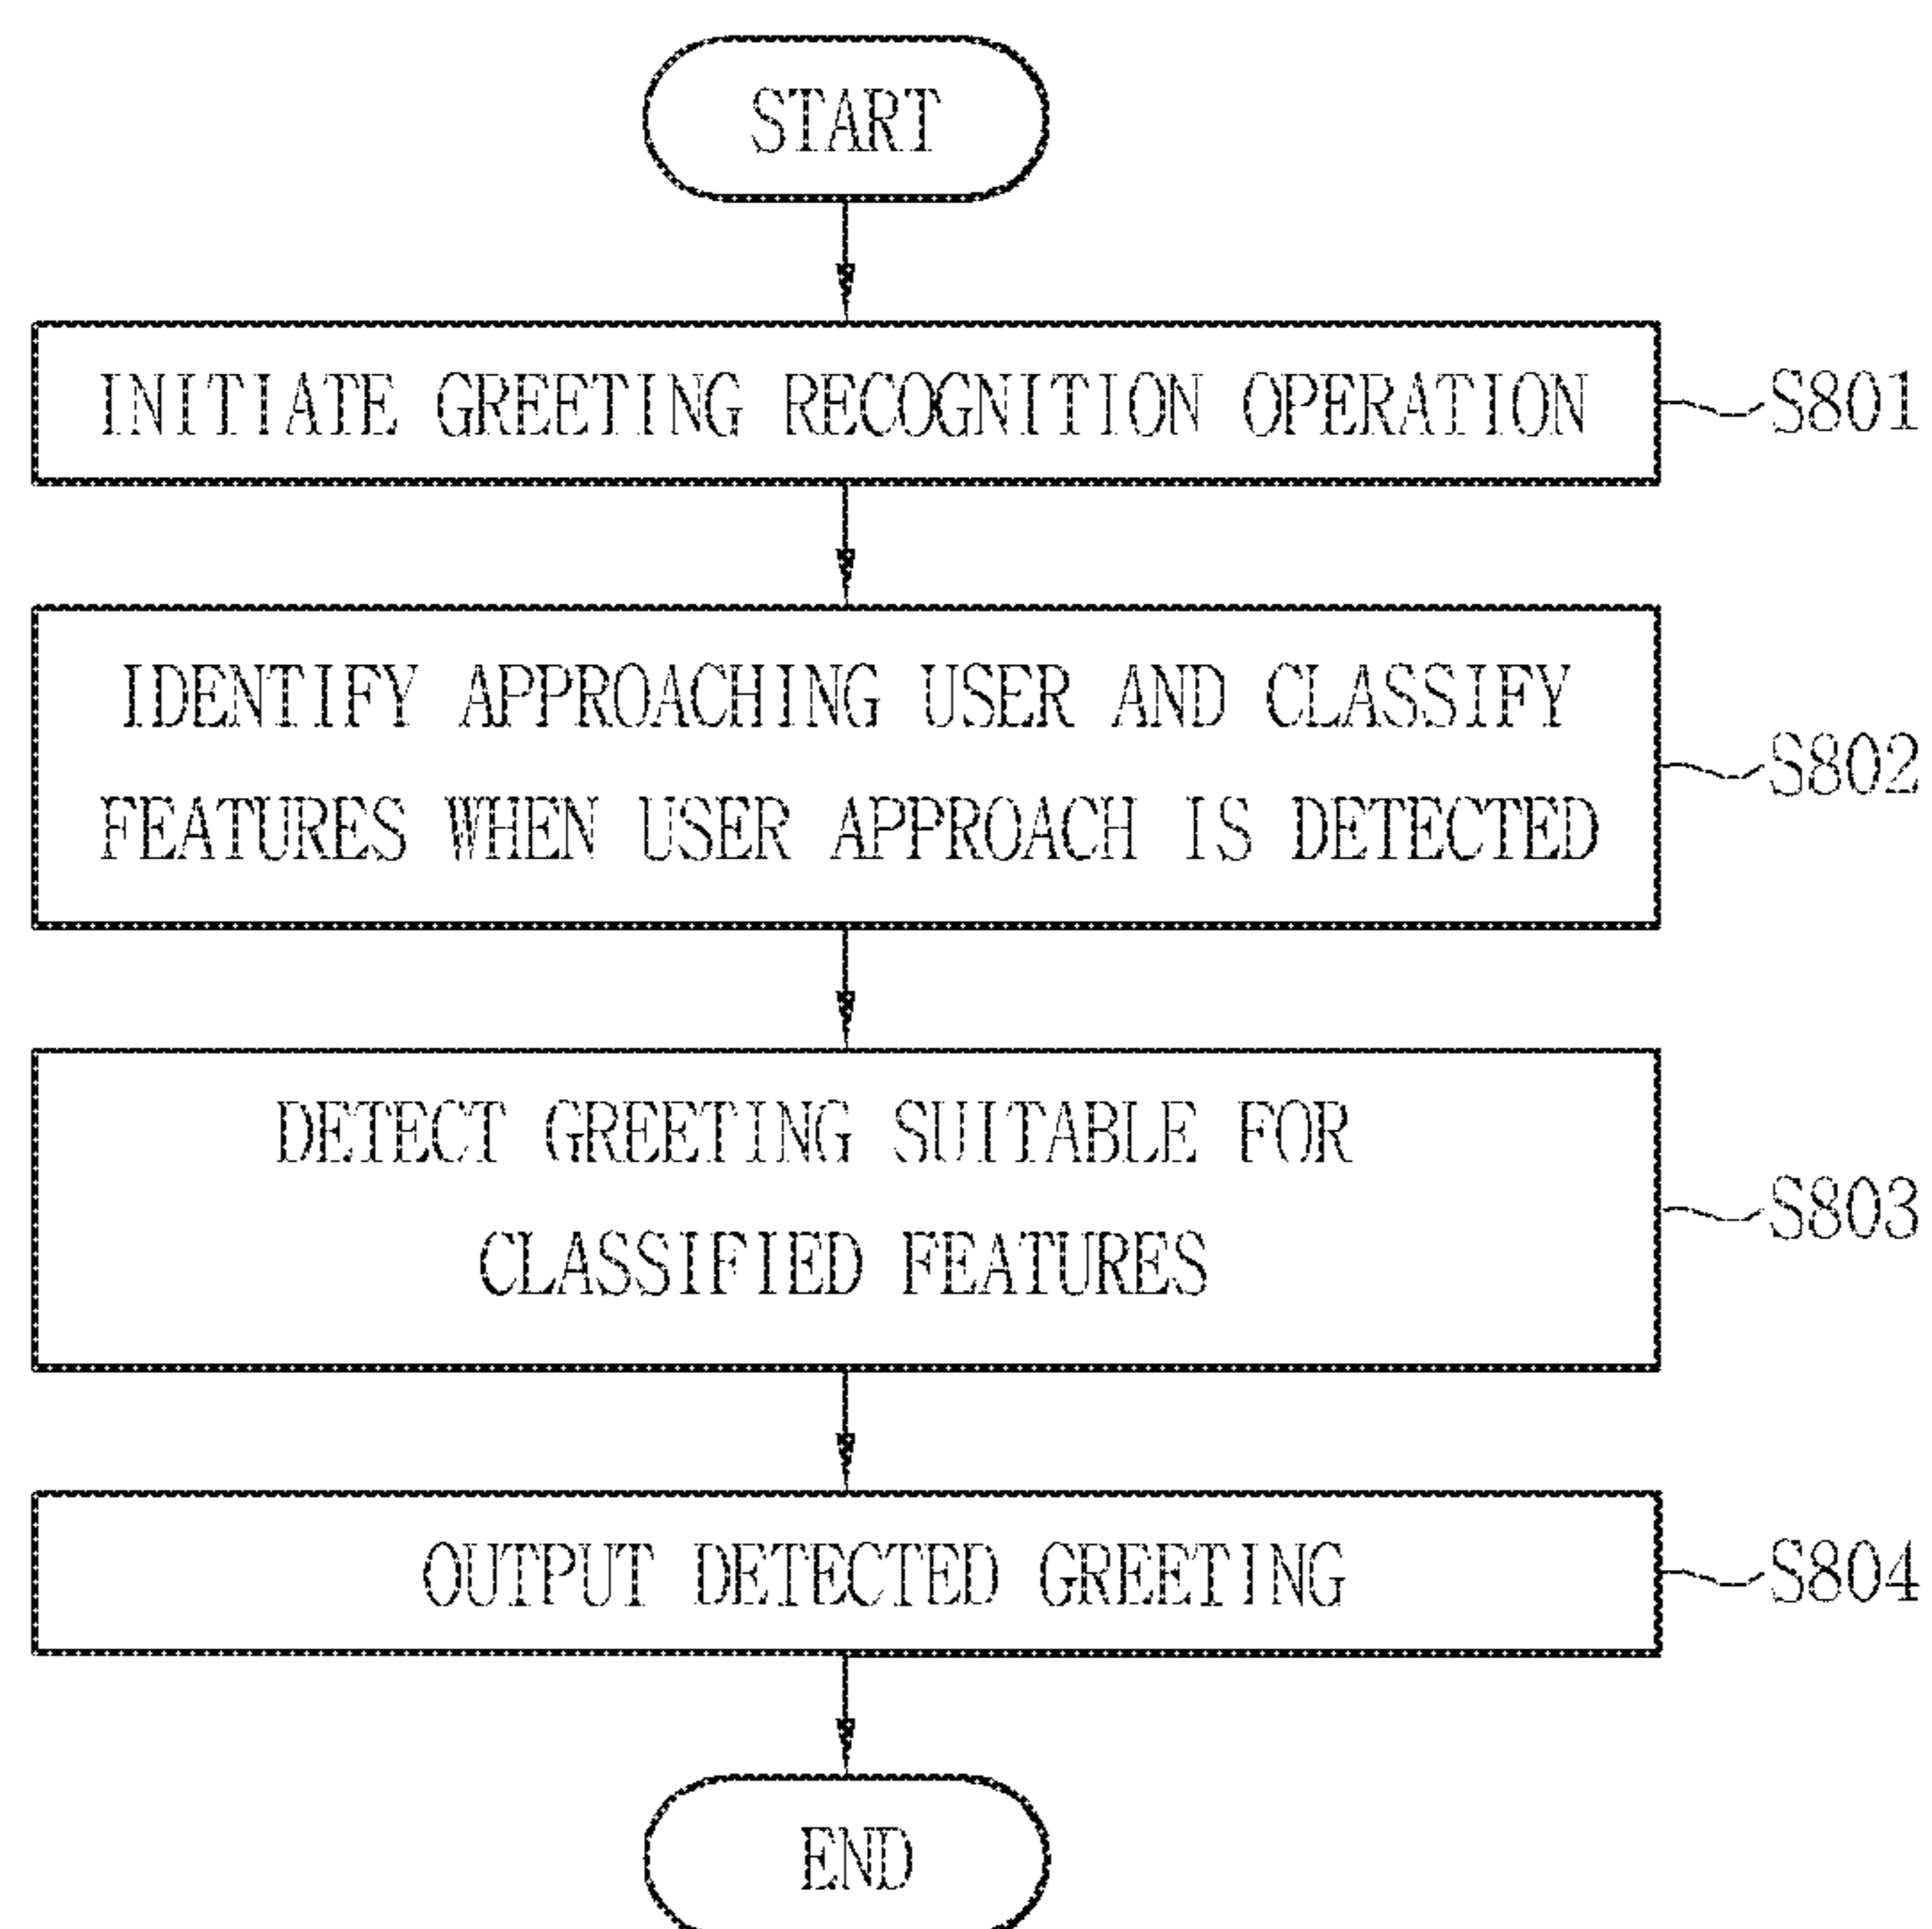 START
INITIATE GREETING RECOGNITION OPERATION
S801
IDENTIFY APPROACHING USER AND CLASSIFY
FEATURES WHEN USER APPROACH IS DETECTED
S802
DETECT GREETING SUITABLE FOR
CLASSIFIED FEATURES
S803
OUTPUT DETECTED GREETING
S804
END